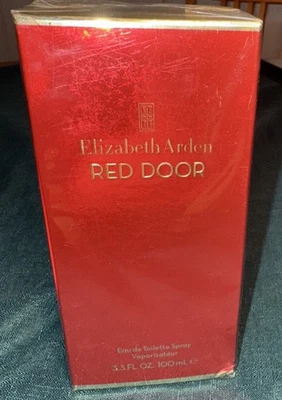 Elizabeth Arden
RED DOOR
Eau de Toilette Spray
Vaporisateur
3.3 FL. OZ. 100 mL ℮